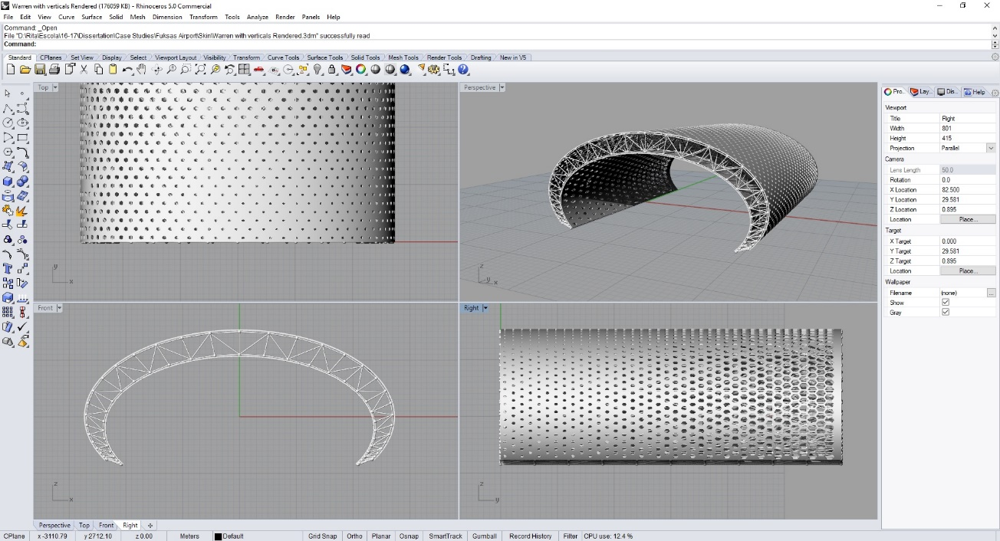 Warren with verticals Rendered (176059 KB) - Rhinoceros 5.0 Commercial
File Edit View Curve Surface Solid Mesh Dimension Transform Tools Analyze Render Panels Help
Command: _Open
File "D:\Rita\Escola\16-17\Dissertation\Case Studies\Fuksas Airport\Skin\Warren with verticals Rendered.3dm" successfully read
Command:
Standard CPlanes Set View Display Select Viewport Layout Visibility Transform Curve Tools Surface Tools Solid Tools Mesh Tools Render Tools Drafting New in V5
Top
y
x
Perspective
z
y
x
Front
z
x
Right
z
y
Pro... Lay... Dis... Help
Viewport
Title Right
Width 801
Height 415
Projection Parallel
Camera
Lens Length 50.0
Rotation 0.0
X Location 82.500
Y Location 29.581
Z Location 0.895
Location Place...
Target
X Target 0.000
Y Target 29.581
Z Target 0.895
Location Place...
Wallpaper
Filename (none) ...
Show
Gray
Perspective Top Front Right
CPlane x -3110.79 y 2712.10 z 0.00 Meters Default Grid Snap Ortho Planar Osnap SmartTrack Gumball Record History Filter CPU use: 12.4 %